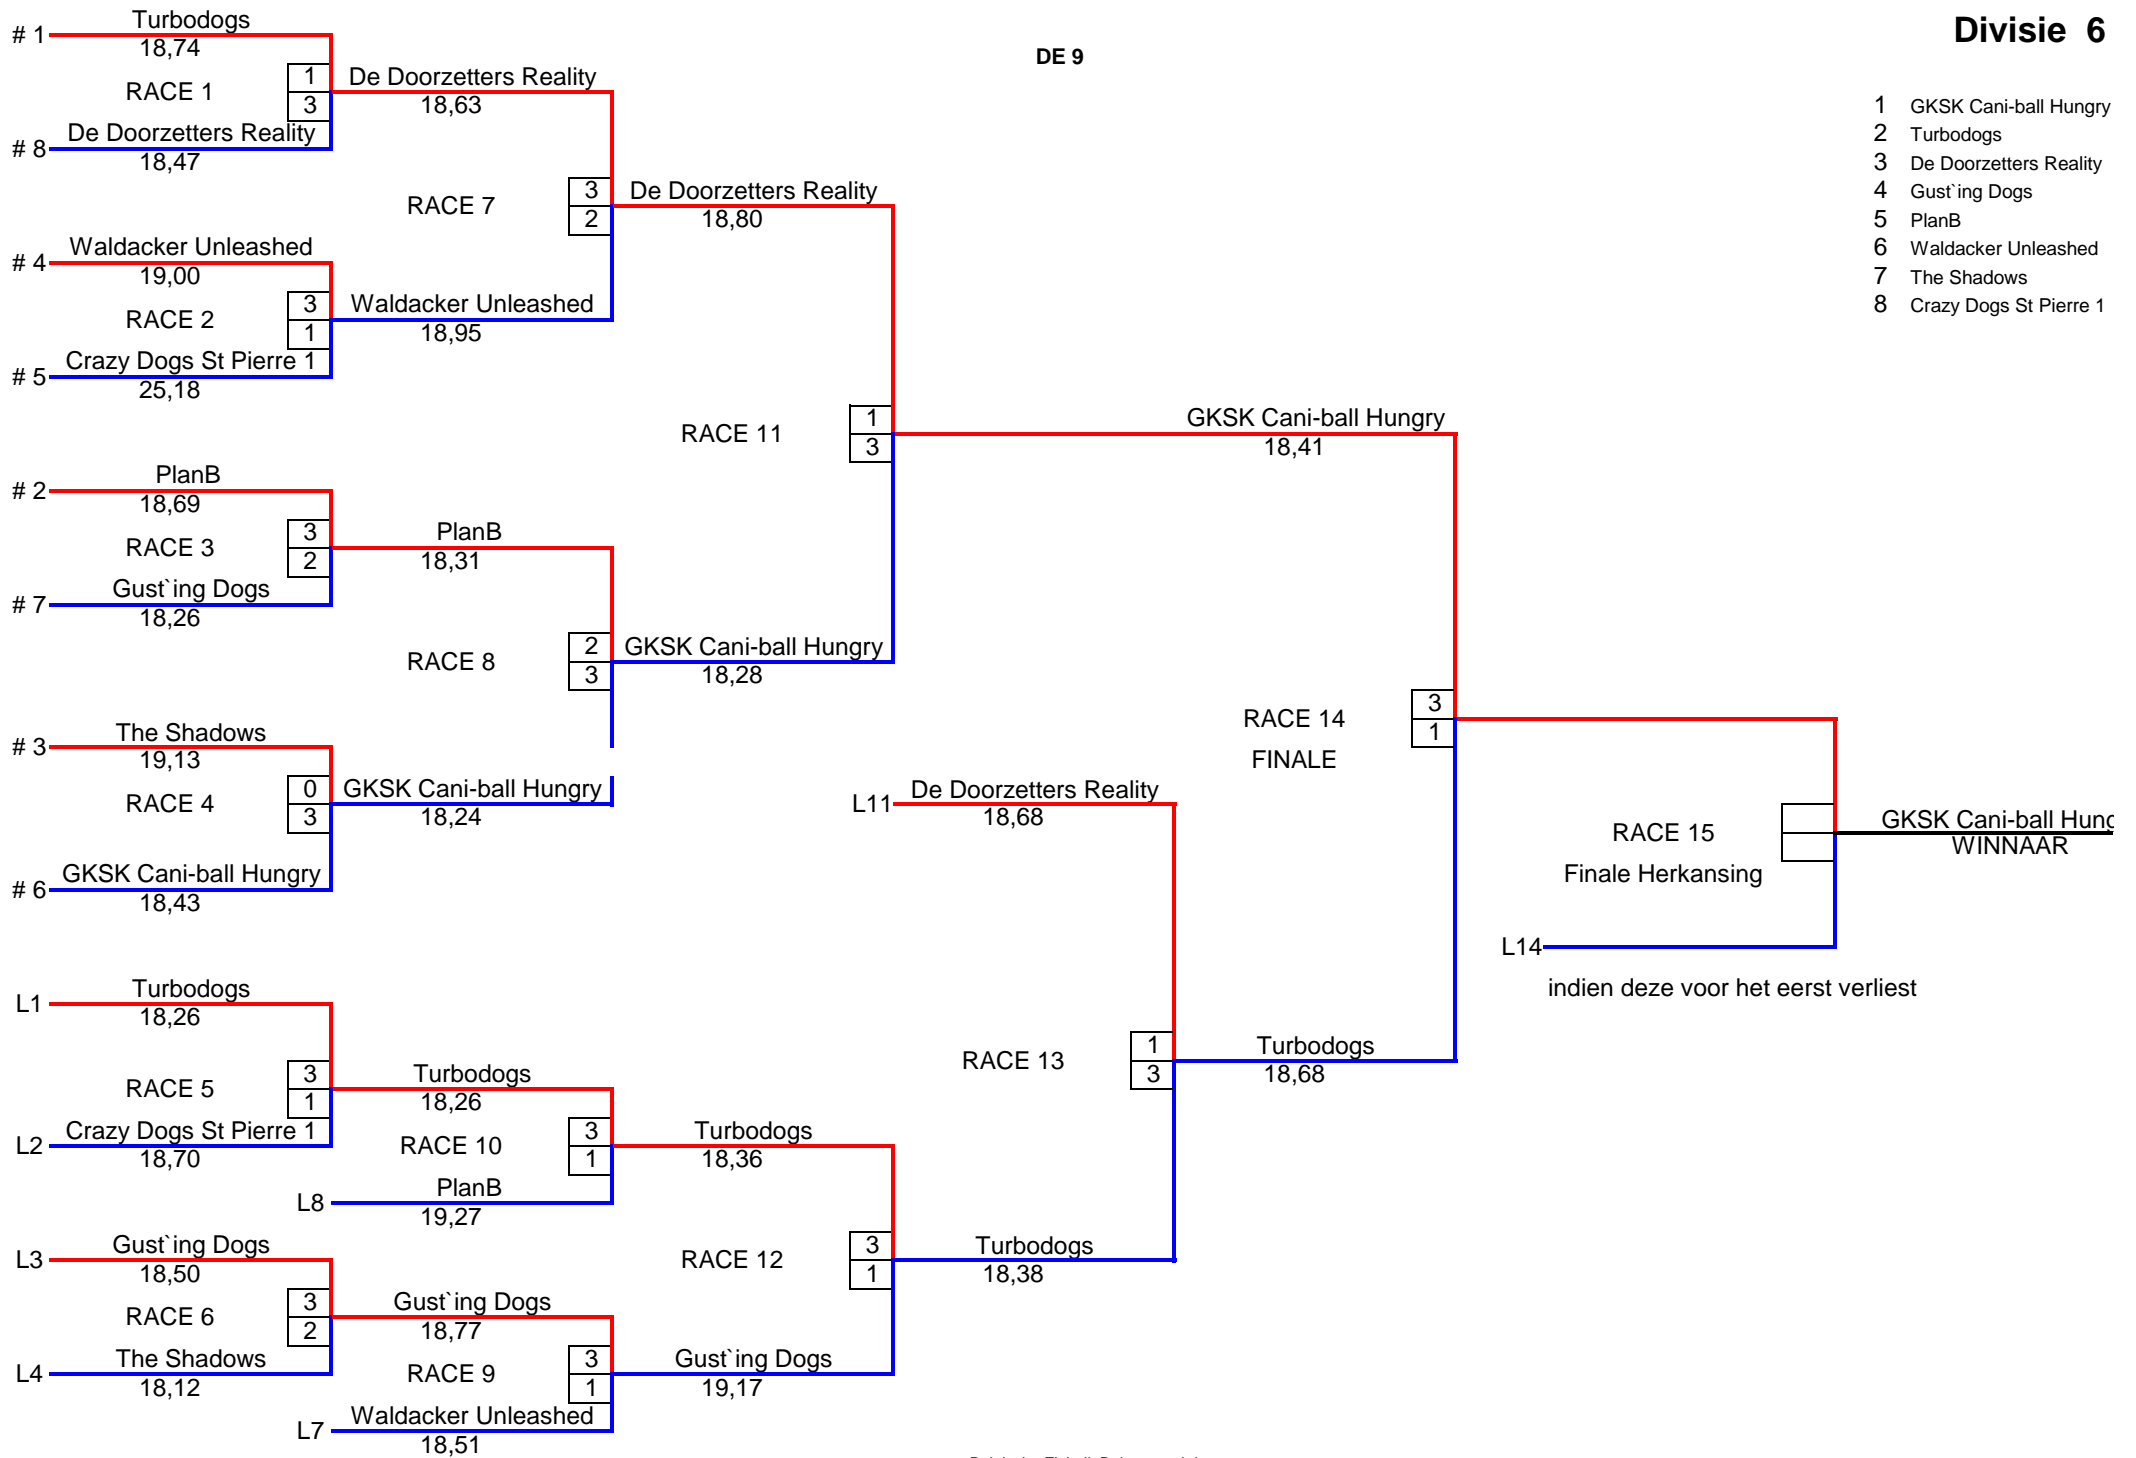 Divisie 6
DE 9
1 GKSK Cani-ball Hungry
2 Turbodogs
3 De Doorzetters Reality
4 Gust`ing Dogs
5 PlanB
6 Waldacker Unleashed
7 The Shadows
8 Crazy Dogs St Pierre 1
# 1 Turbodogs
18,74
RACE 1
1
3
# 8 De Doorzetters Reality
18,47
# 4 Waldacker Unleashed
19,00
RACE 2
3
1
# 5 Crazy Dogs St Pierre 1
25,18
# 2 PlanB
18,69
RACE 3
3
2
# 7 Gust`ing Dogs
18,26
# 3 The Shadows
19,13
RACE 4
0
3
# 6 GKSK Cani-ball Hungry
18,43
L1 Turbodogs
18,26
RACE 5
3
1
L2 Crazy Dogs St Pierre 1
18,70
L3 Gust`ing Dogs
18,50
RACE 6
3
2
L4 The Shadows
18,12
De Doorzetters Reality
18,63
RACE 7
3
2
Waldacker Unleashed
18,95
PlanB
18,31
RACE 8
2
3
GKSK Cani-ball Hungry
18,24
Turbodogs
18,26
RACE 10
3
1
L8 PlanB
19,27
Gust`ing Dogs
18,77
RACE 9
3
1
L7 Waldacker Unleashed
18,51
De Doorzetters Reality
18,80
RACE 11
1
3
GKSK Cani-ball Hungry
18,28
Turbodogs
18,36
RACE 12
3
1
Gust`ing Dogs
19,17
L11 De Doorzetters Reality
18,68
RACE 13
1
3
Turbodogs
18,38
GKSK Cani-ball Hungry
18,41
RACE 14
FINALE
3
1
Turbodogs
18,68
RACE 15
Finale Herkansing
L14
indien deze voor het eerst verliest
GKSK Cani-ball Hung
WINNAAR